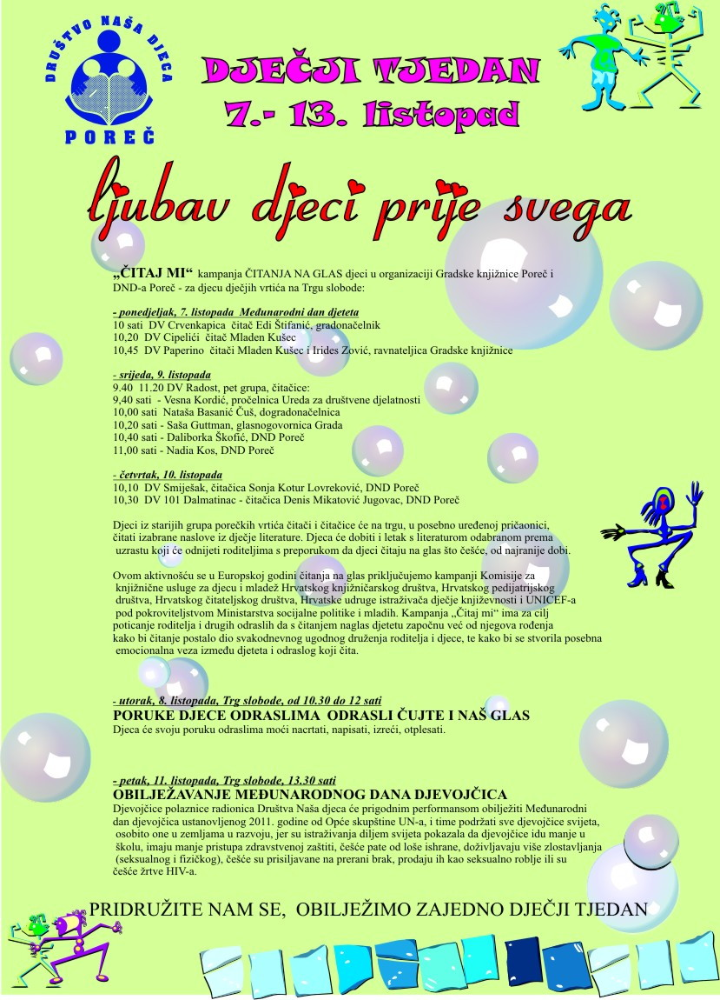 DRUŠTVO NAŠA DJECA
POREČ
DJEČJI TJEDAN
7.- 13. listopad
ljubav djeci prije svega
„ČITAJ MI“ kampanja ČITANJA NA GLAS djeci u organizaciji Gradske knjižnice Poreč i
DND-a Poreč - za djecu dječjih vrtića na Trgu slobode:
- ponedjeljak, 7. listopada Međunarodni dan djeteta
10 sati DV Crvenkapica čitač Edi Štifanić, gradonačelnik
10,20 DV Cipelići čitač Mladen Kušec
10,45 DV Paperino čitači Mladen Kušec i Irides Zović, ravnateljica Gradske knjižnice
- srijeda, 9. listopada
9.40 11.20 DV Radost, pet grupa, čitačice:
9,40 sati - Vesna Kordić, pročelnica Ureda za društvene djelatnosti
10,00 sati Nataša Basanić Čuš, dogradonačelnica
10,20 sati - Saša Guttman, glasnogovornica Grada
10,40 sati - Daliborka Škofić, DND Poreč
11,00 sati - Nadia Kos, DND Poreč
- četvrtak, 10. listopada
10,10 DV Smiješak, čitačica Sonja Kotur Lovreković, DND Poreč
10,30 DV 101 Dalmatinac - čitačica Denis Mikatović Jugovac, DND Poreč
Djeci iz starijih grupa porečkih vrtića čitači i čitačice će na trgu, u posebno uređenoj pričaonici,
čitati izabrane naslove iz dječje literature. Djeca će dobiti i letak s literaturom odabranom prema
uzrastu koji će odnijeti roditeljima s preporukom da djeci čitaju na glas što češće, od najranije dobi.
Ovom aktivnošću se u Europskoj godini čitanja na glas priključujemo kampanji Komisije za
knjižnične usluge za djecu i mladež Hrvatskog knjižničarskog društva, Hrvatskog pedijatrijskog
društva, Hrvatskog čitateljskog društva, Hrvatske udruge istraživača dječje književnosti i UNICEF-a
pod pokroviteljstvom Ministarstva socijalne politike i mladih. Kampanja „Čitaj mi“ ima za cilj
poticanje roditelja i drugih odraslih da s čitanjem naglas djetetu započnu već od njegova rođenja
kako bi čitanje postalo dio svakodnevnog ugodnog druženja roditelja i djece, te kako bi se stvorila posebna
emocionalna veza između djeteta i odraslog koji čita.
- utorak, 8. listopada, Trg slobode, od 10.30 do 12 sati
PORUKE DJECE ODRASLIMA ODRASLI ČUJTE I NAŠ GLAS
Djeca će svoju poruku odraslima moći nacrtati, napisati, izreći, otplesati.
- petak, 11. listopada, Trg slobode, 13.30 sati
OBILJEŽAVANJE MEĐUNARODNOG DANA DJEVOJČICA
Djevojčice polaznice radionica Društva Naša djeca će prigodnim performansom obilježiti Međunarodni
dan djevojčica ustanovljenog 2011. godine od Opće skupštine UN-a, i time podržati sve djevojčice svijeta,
osobito one u zemljama u razvoju, jer su istraživanja diljem svijeta pokazala da djevojčice idu manje u
školu, imaju manje pristupa zdravstvenoj zaštiti, češće pate od loše ishrane, doživljavaju više zlostavljanja
(seksualnog i fizičkog), češće su prisiljavane na prerani brak, prodaju ih kao seksualno roblje ili su
češće žrtve HIV-a.
PRIDRUŽITE NAM SE, OBILJEŽIMO ZAJEDNO DJEČJI TJEDAN